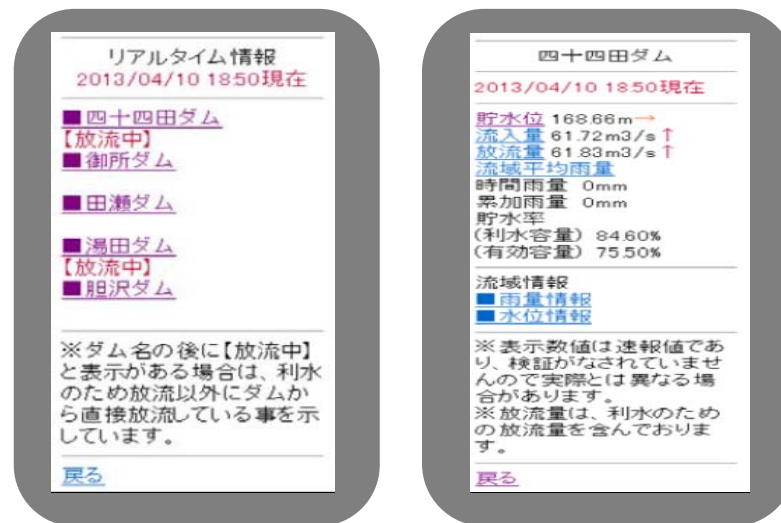 リアルタイム情報
2013/04/10 18:50現在
■四十四田ダム
【放流中】
■御所ダム
■田瀬ダム
■湯田ダム
【放流中】
■胆沢ダム
※ダム名の後に【放流中】
と表示がある場合は、利水
のため放流以外にダムか
ら直接放流している事を示
しています。
戻る
四十四田ダム
2013/04/10 18:50現在
貯水位 168.66m→
流入量 61.72m3/s↑
放流量 61.83m3/s↑
流域平均雨量
時間雨量 0mm
累加雨量 0mm
貯水率
(利水容量) 84.60%
(有効容量) 75.50%
流域情報
■雨量情報
■水位情報
※表示数値は速報値であ
り、検証がなされていませ
んので実際とは異なる場
合があります。
※放流量は、利水のため
の放流量を含んでおりま
す。
戻る